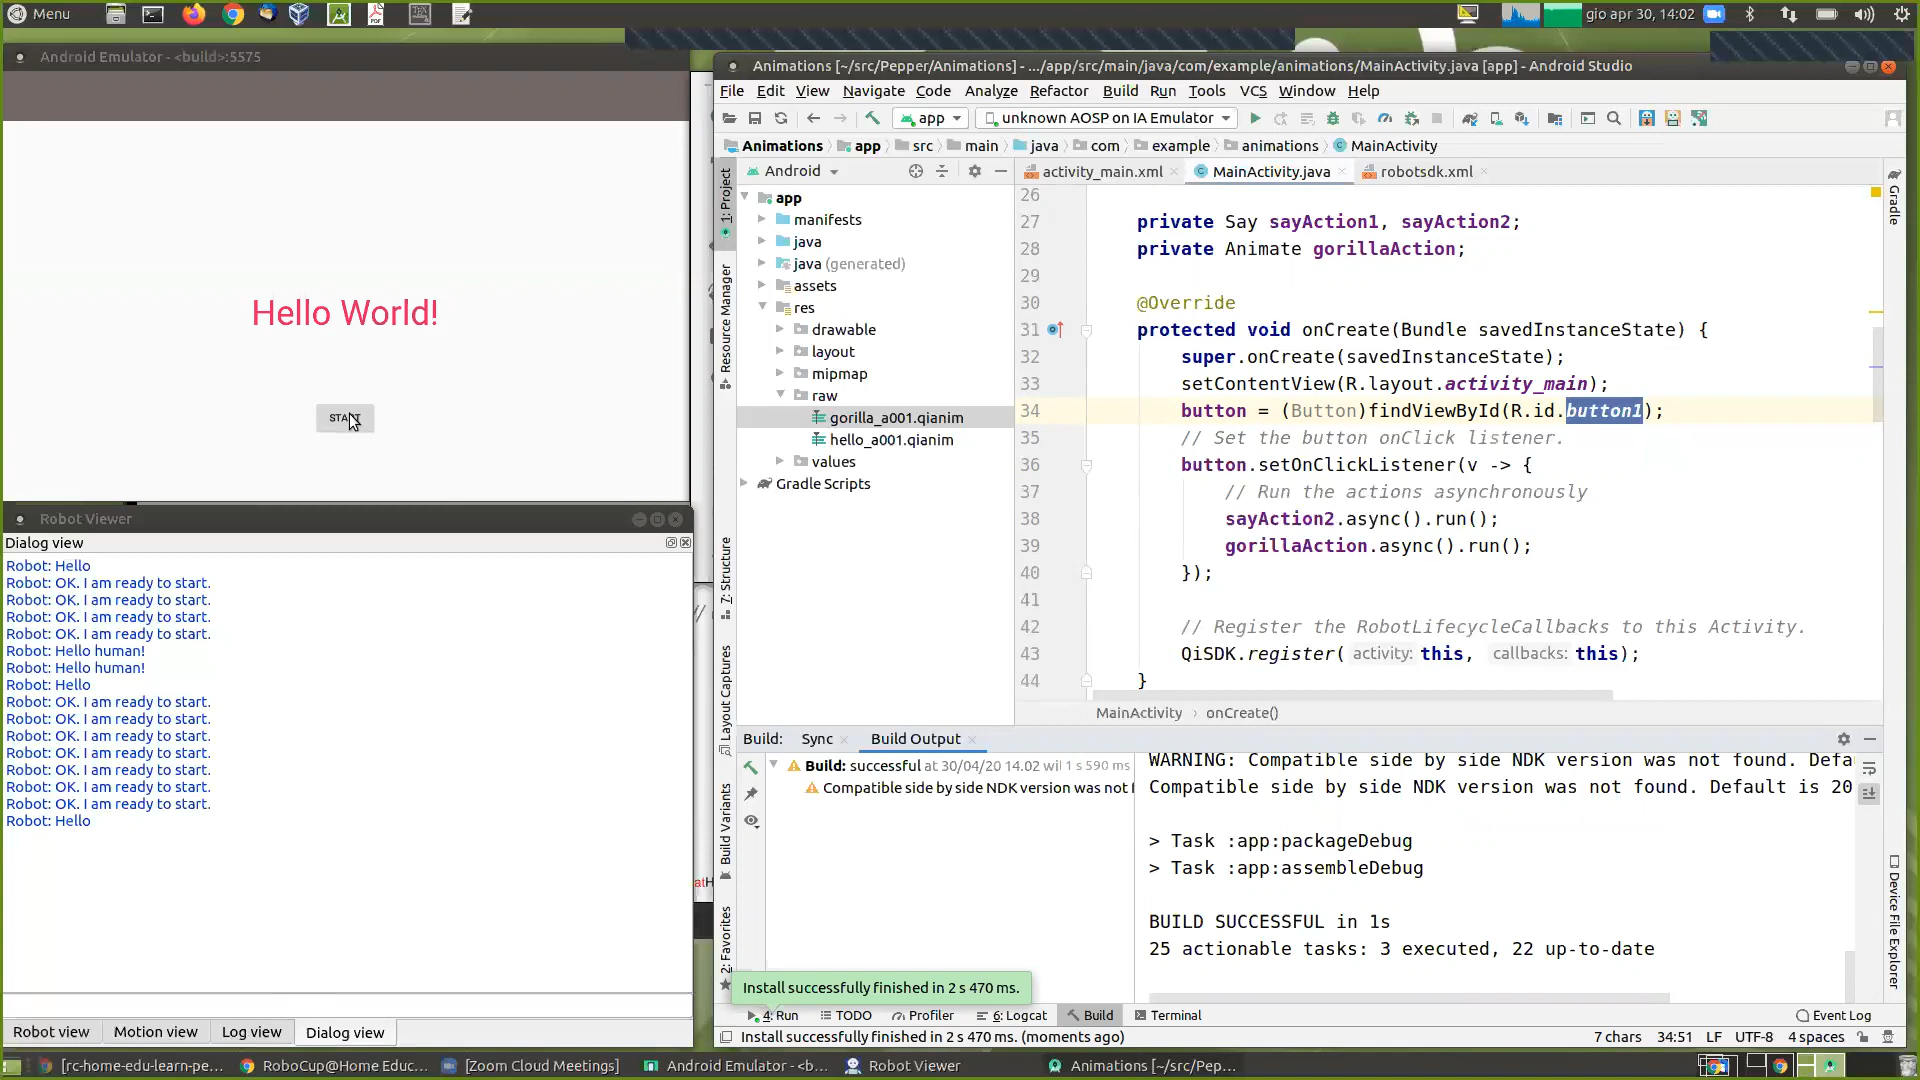 Menu
gio apr 30, 14:02
Android Emulator - <build>:5575
Hello World!
START
Robot Viewer
Dialog view
Robot: Hello
Robot: OK. I am ready to start.
Robot: OK. I am ready to start.
Robot: OK. I am ready to start.
Robot: OK. I am ready to start.
Robot: Hello human!
Robot: Hello human!
Robot: Hello
Robot: OK. I am ready to start.
Robot: OK. I am ready to start.
Robot: OK. I am ready to start.
Robot: OK. I am ready to start.
Robot: OK. I am ready to start.
Robot: OK. I am ready to start.
Robot: OK. I am ready to start.
Robot: Hello
Robot view Motion view Log view Dialog view
Animations [~/src/Pepper/Animations] - .../app/src/main/java/com/example/animations/MainActivity.java [app] - Android Studio
File Edit View Navigate Code Analyze Refactor Build Run Tools VCS Window Help
app unknown AOSP on IA Emulator
Animations app src main java com example animations MainActivity
Android
activity_main.xml MainActivity.java robotsdk.xml
1: Project
Resource Manager
7: Structure
Layout Captures
Build Variants
2: Favorites
app
manifests
java
java (generated)
assets
res
drawable
layout
mipmap
raw
gorilla_a001.qianim
hello_a001.qianim
values
Gradle Scripts
26
27 private Say sayAction1, sayAction2;
28 private Animate gorillaAction;
29
30 @Override
31 protected void onCreate(Bundle savedInstanceState) {
32 super.onCreate(savedInstanceState);
33 setContentView(R.layout.activity_main);
34 button = (Button)findViewById(R.id.button1);
35 // Set the button onClick listener.
36 button.setOnClickListener(v -> {
37 // Run the actions asynchronously
38 sayAction2.async().run();
39 gorillaAction.async().run();
40 });
41
42 // Register the RobotLifecycleCallbacks to this Activity.
43 QiSDK.register( activity: this, callbacks: this);
44 }
MainActivity › onCreate()
Gradle
Device File Explorer
Build: Sync Build Output
Build: successful at 30/04/20 14.02 wil 1 s 590 ms
Compatible side by side NDK version was not f
WARNING: Compatible side by side NDK version was not found. Defa
Compatible side by side NDK version was not found. Default is 20
> Task :app:packageDebug
> Task :app:assembleDebug
BUILD SUCCESSFUL in 1s
25 actionable tasks: 3 executed, 22 up-to-date
Install successfully finished in 2 s 470 ms.
4: Run TODO Profiler 6: Logcat Build Terminal Event Log
Install successfully finished in 2 s 470 ms. (moments ago) 7 chars 34:51 LF UTF-8 4 spaces
[rc-home-edu-learn-pe... RoboCup@Home Educ... [Zoom Cloud Meetings] Android Emulator - <b... Robot Viewer Animations [~/src/Pep...